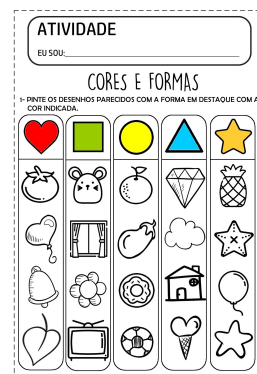 ATIVIDADE
EU SOU:
CORES E FORMAS
1- PINTE OS DESENHOS PARECIDOS COM A FORMA EM DESTAQUE COM A
COR INDICADA.